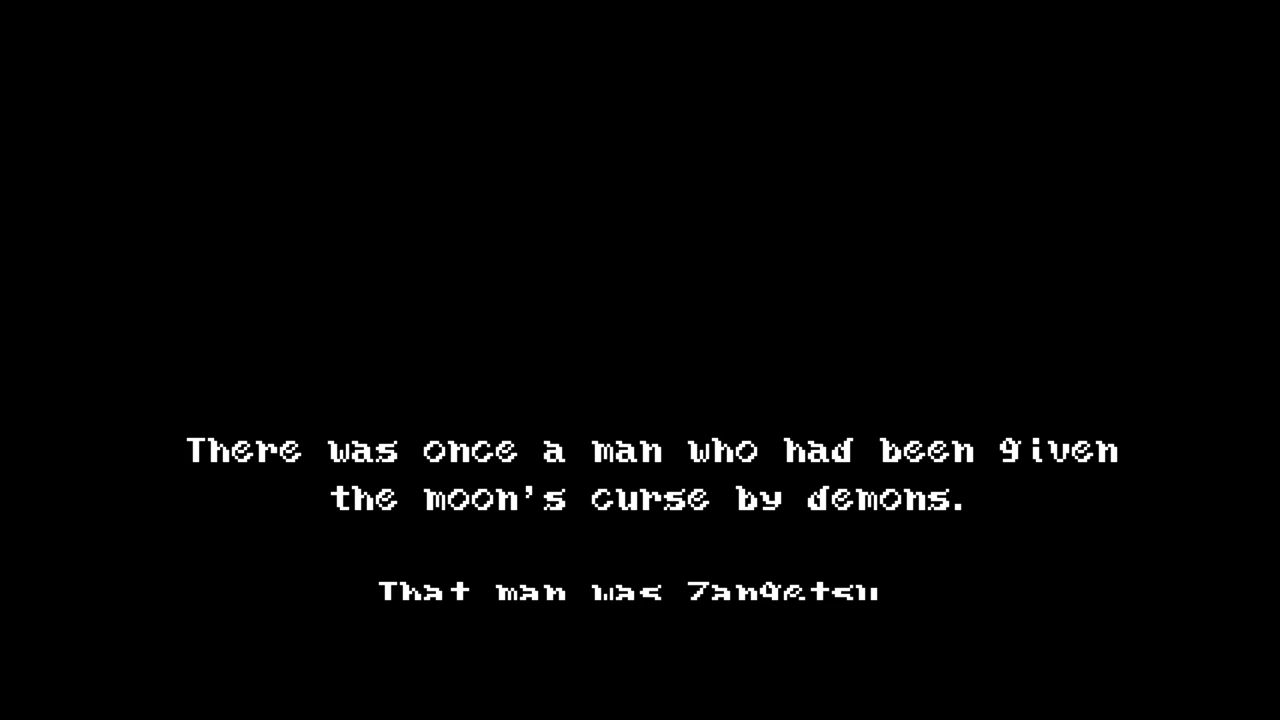 There was once a man who had been given
the moon's curse by demons.
That man was Zangetsu